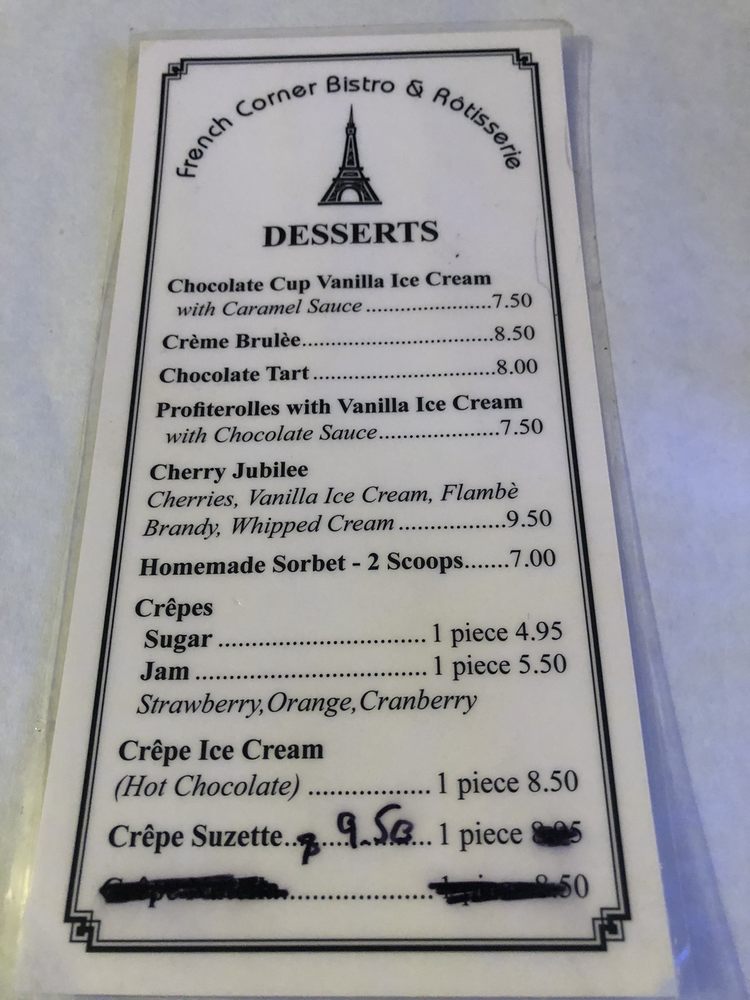 French Corner Bistro & Rôtisserie
DESSERTS
Chocolate Cup Vanilla Ice Cream
with Caramel Sauce......................7.50
Crème Brulèe.................................8.50
Chocolate Tart................................8.00
Profiterolles with Vanilla Ice Cream
with Chocolate Sauce.....................7.50
Cherry Jubilee
Cherries, Vanilla Ice Cream, Flambè
Brandy, Whipped Cream.................9.50
Homemade Sorbet - 2 Scoops.......7.00
Crêpes
Sugar ............................... 1 piece 4.95
Jam .................................. 1 piece 5.50
Strawberry, Orange, Cranberry
Crêpe Ice Cream
(Hot Chocolate) ................. 1 piece 8.50
Crêpe Suzette.. 9.50 ... 1 piece